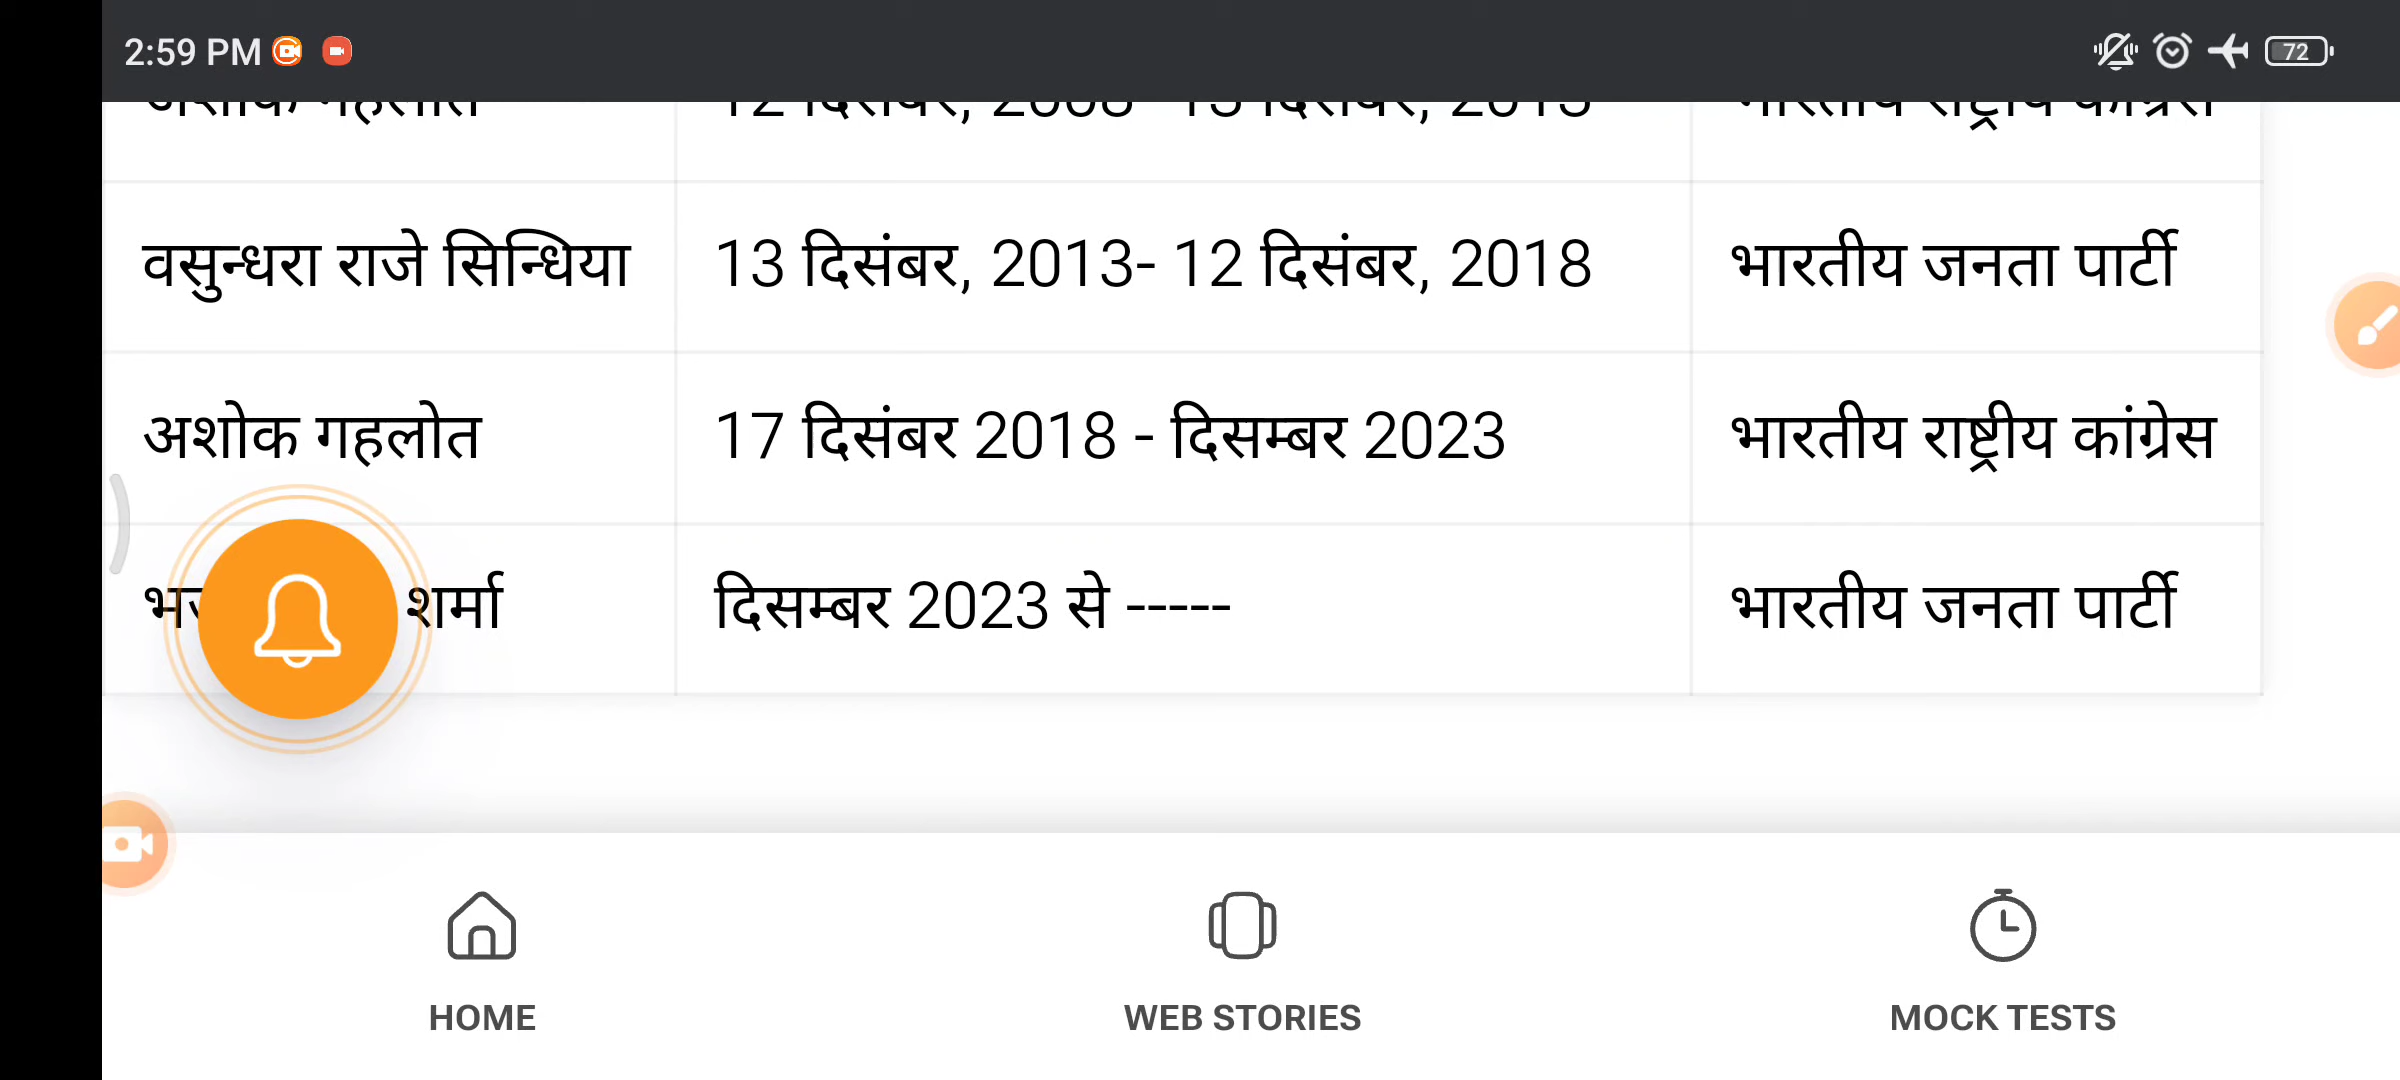 2:59 PM
72
वसुन्धरा राजे सिन्धिया 13 दिसंबर, 2013- 12 दिसंबर, 2018 भारतीय जनता पार्टी
अशोक गहलोत 17 दिसंबर 2018 - दिसम्बर 2023 भारतीय राष्ट्रीय कांग्रेस
शर्मा दिसम्बर 2023 से ----- भारतीय जनता पार्टी
HOME WEB STORIES MOCK TESTS